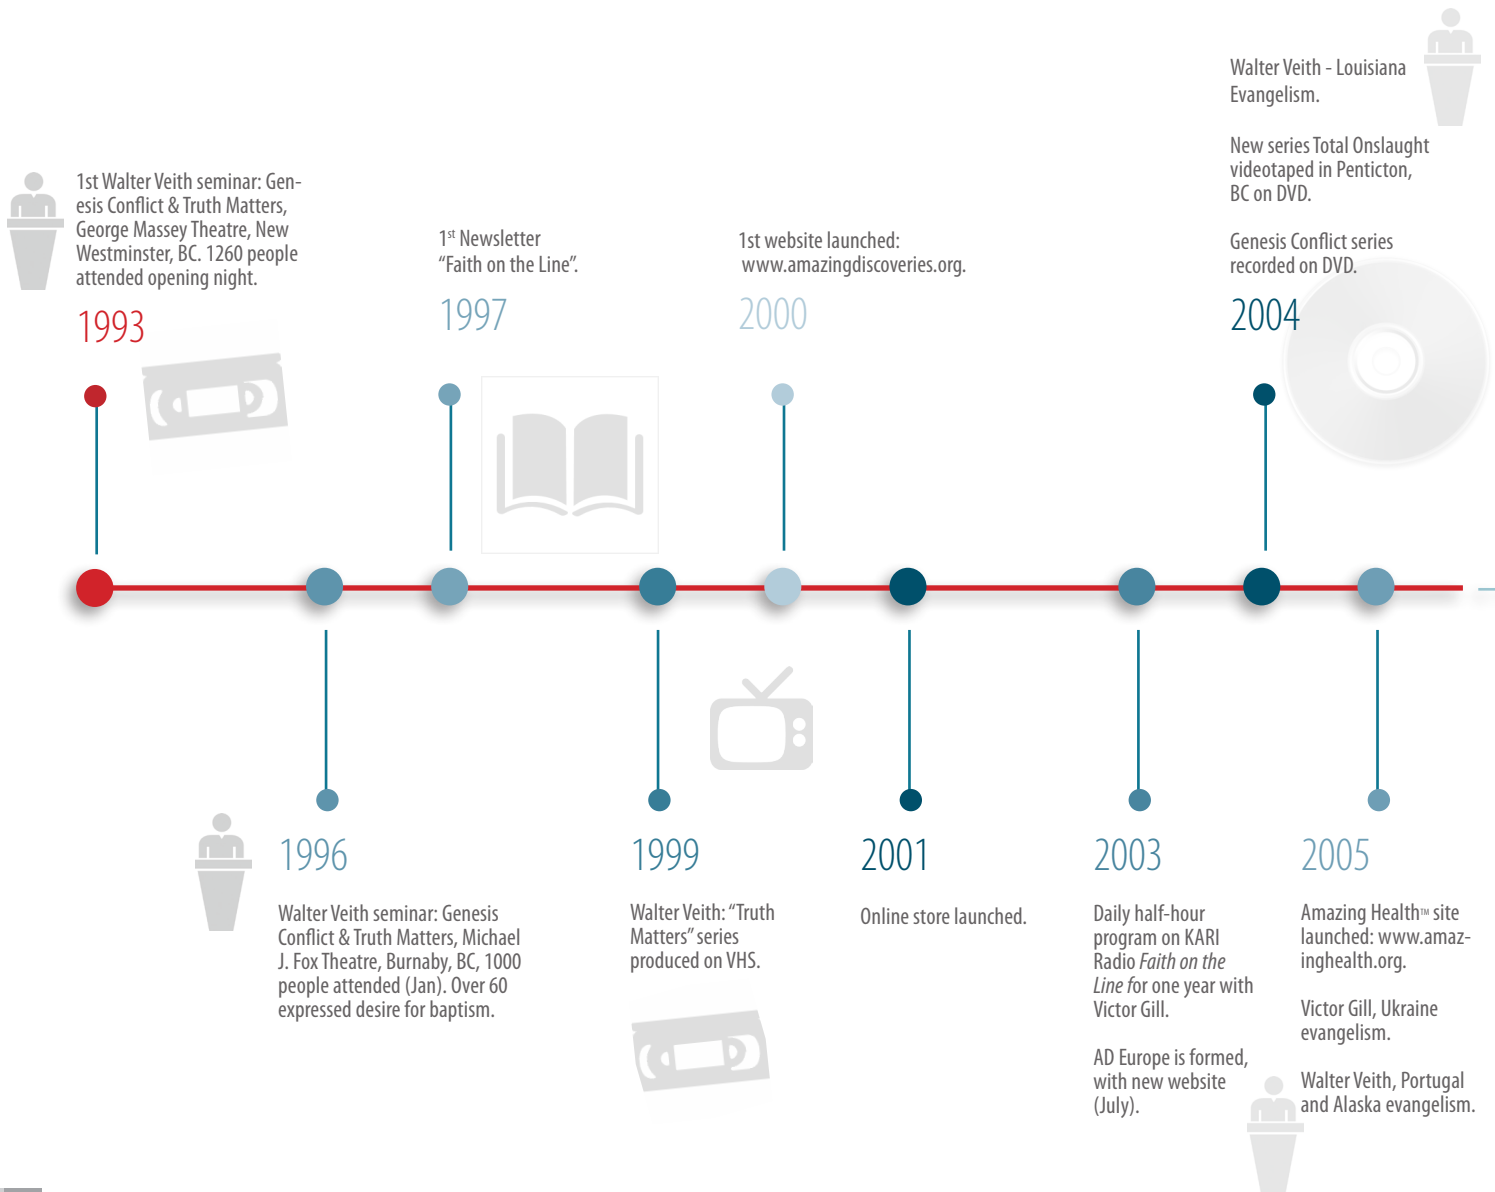 1st Walter Veith seminar: Gen-
esis Conflict & Truth Matters,
George Massey Theatre, New
Westminster, BC. 1260 people
attended opening night.
1993
1st Newsletter
“Faith on the Line”.
1997
1st website launched:
www.amazingdiscoveries.org.
2000
Walter Veith - Louisiana
Evangelism.
New series Total Onslaught
videotaped in Penticton,
BC on DVD.
Genesis Conflict series
recorded on DVD.
2004
1996
Walter Veith seminar: Genesis
Conflict & Truth Matters, Michael
J. Fox Theatre, Burnaby, BC, 1000
people attended (Jan). Over 60
expressed desire for baptism.
1999
Walter Veith: “Truth
Matters” series
produced on VHS.
2001
Online store launched.
2003
Daily half-hour
program on KARI
Radio Faith on the
Line for one year with
Victor Gill.
AD Europe is formed,
with new website
(July).
2005
Amazing Health™ site
launched: www.amaz-
inghealth.org.
Victor Gill, Ukraine
evangelism.
Walter Veith, Portugal
and Alaska evangelism.